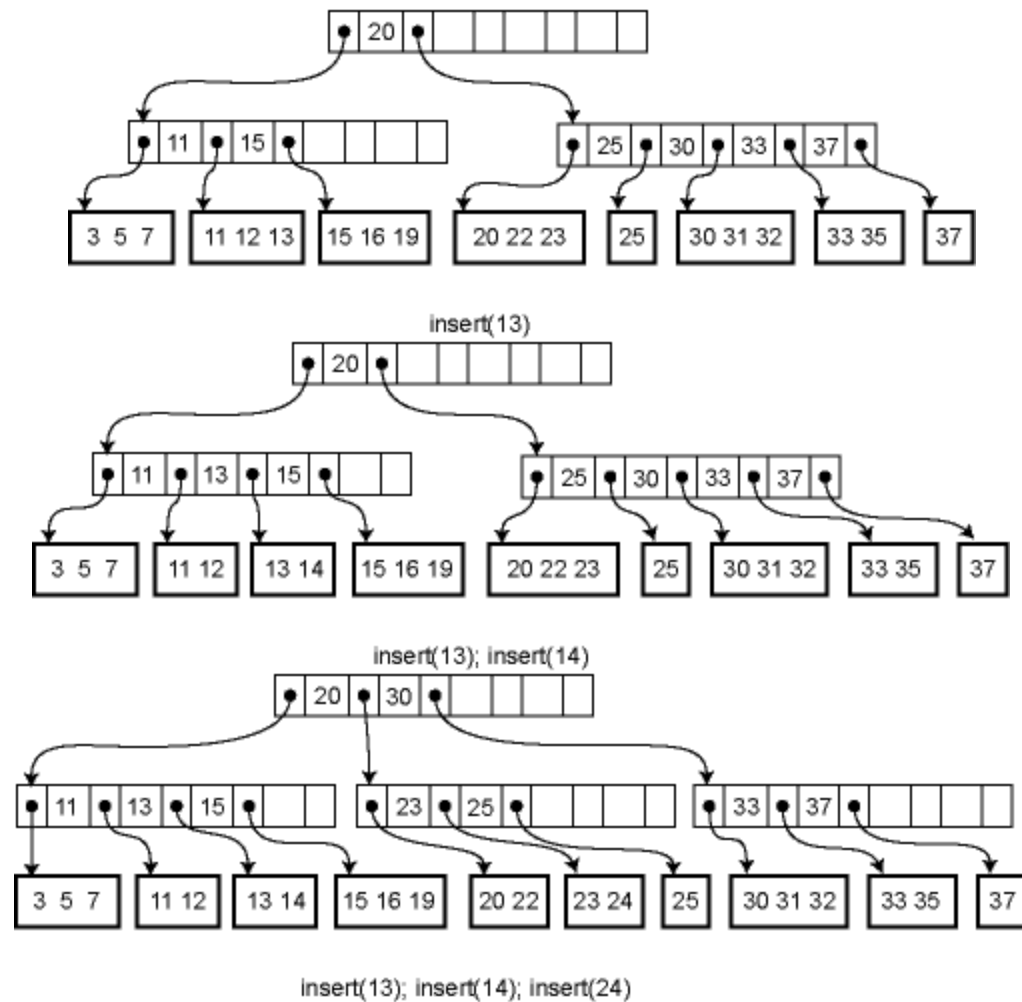 20
11 15
25 30 33 37
3 5 7
11 12 13
15 16 19
20 22 23
25
30 31 32
33 35
37
insert(13)
20
11 13 15
25 30 33 37
3 5 7
11 12
13 14
15 16 19
20 22 23
25
30 31 32
33 35
37
insert(13); insert(14)
20 30
11 13 15
23 25
33 37
3 5 7
11 12
13 14
15 16 19
20 22
23 24
25
30 31 32
33 35
37
insert(13); insert(14); insert(24)